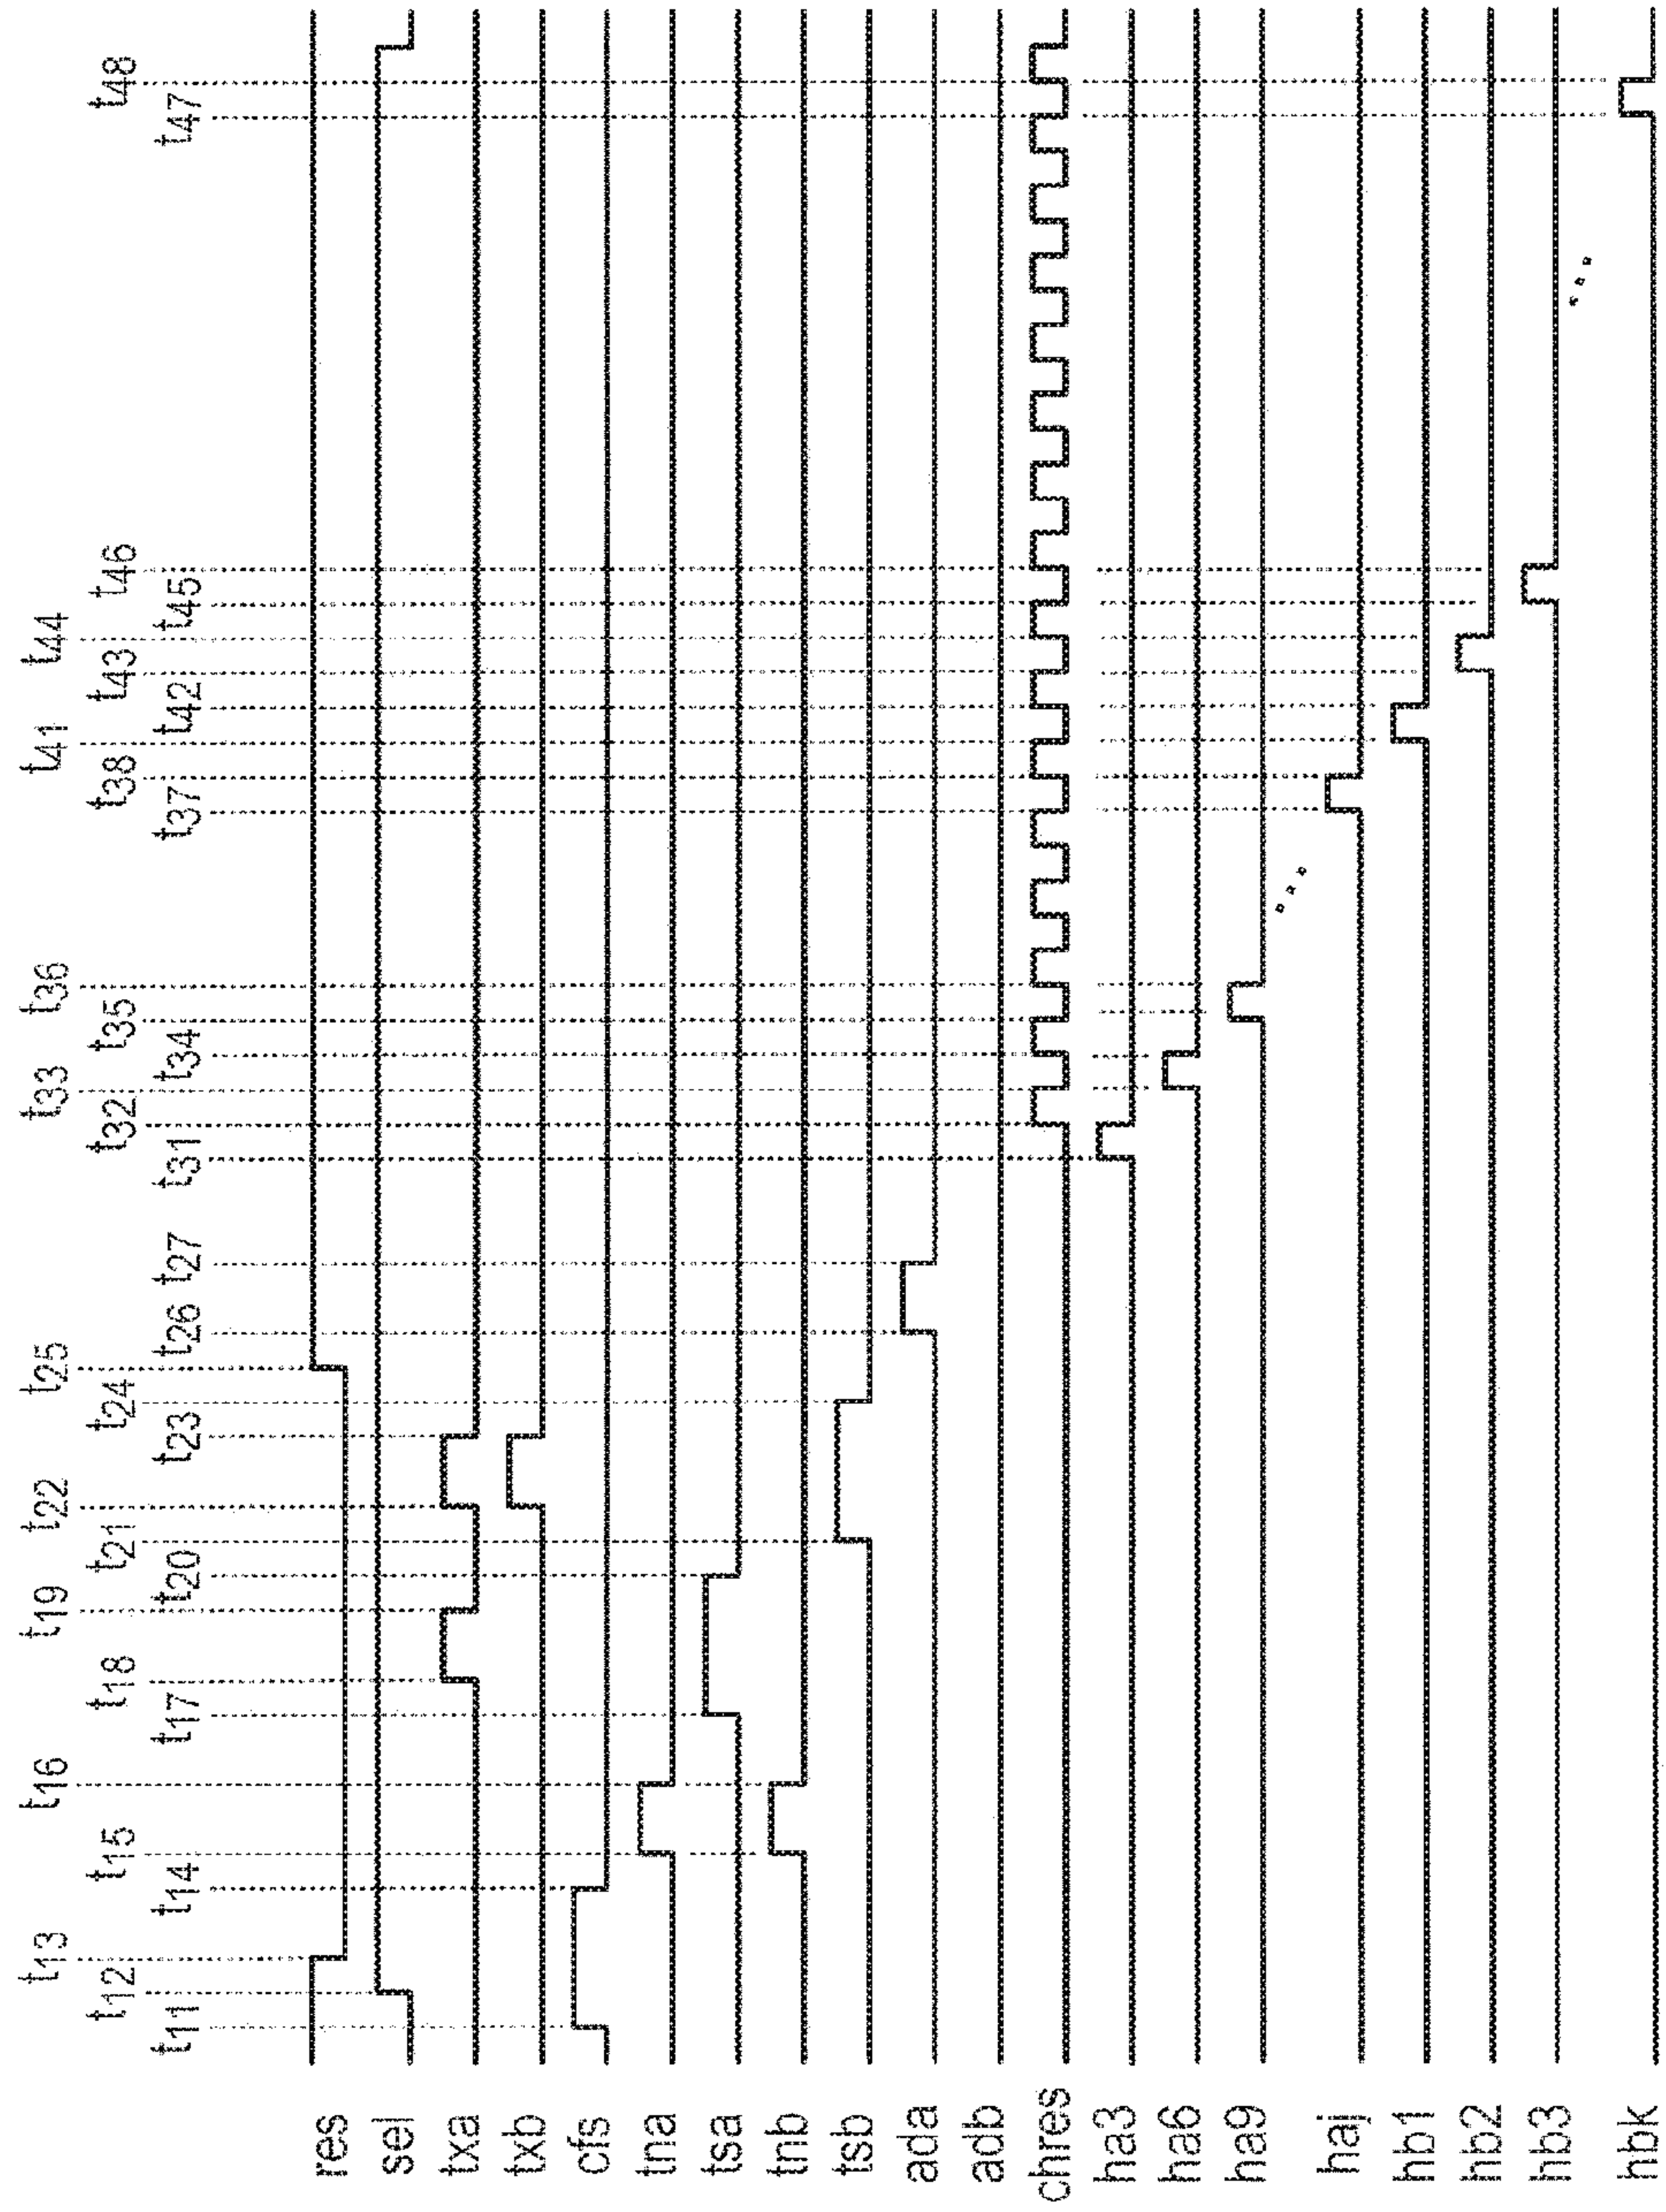 t13 t16 t19 t22 t25 t33 t36 t41 t44
t12 t15 t18 t21 t24 t32 t35 t38 t43 t46 t48
t11 t14 t17 t20 t23 t26 t27 t31 t34 t37 t42 t45 t47
res
sel
txa
txb
cfs
tna
tsa
tnb
tsb
ada
adb
chres
ha3
ha6
ha9
haj
hb1
hb2
hb3
hbk